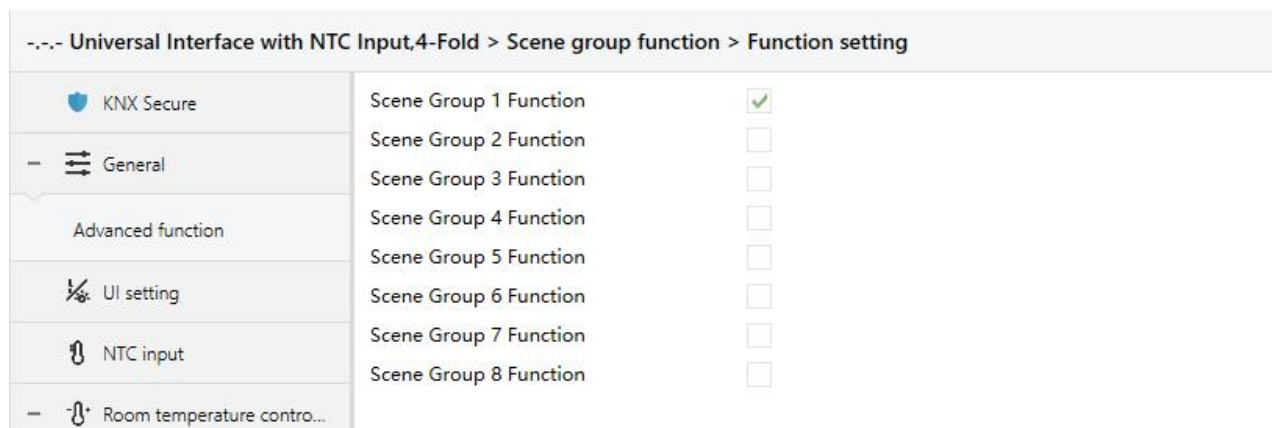 -.-.- Universal Interface with NTC Input,4-Fold > Scene group function > Function setting
KNX Secure
General
Advanced function
UI setting
NTC input
Room temperature contro...
Scene Group 1 Function
Scene Group 2 Function
Scene Group 3 Function
Scene Group 4 Function
Scene Group 5 Function
Scene Group 6 Function
Scene Group 7 Function
Scene Group 8 Function